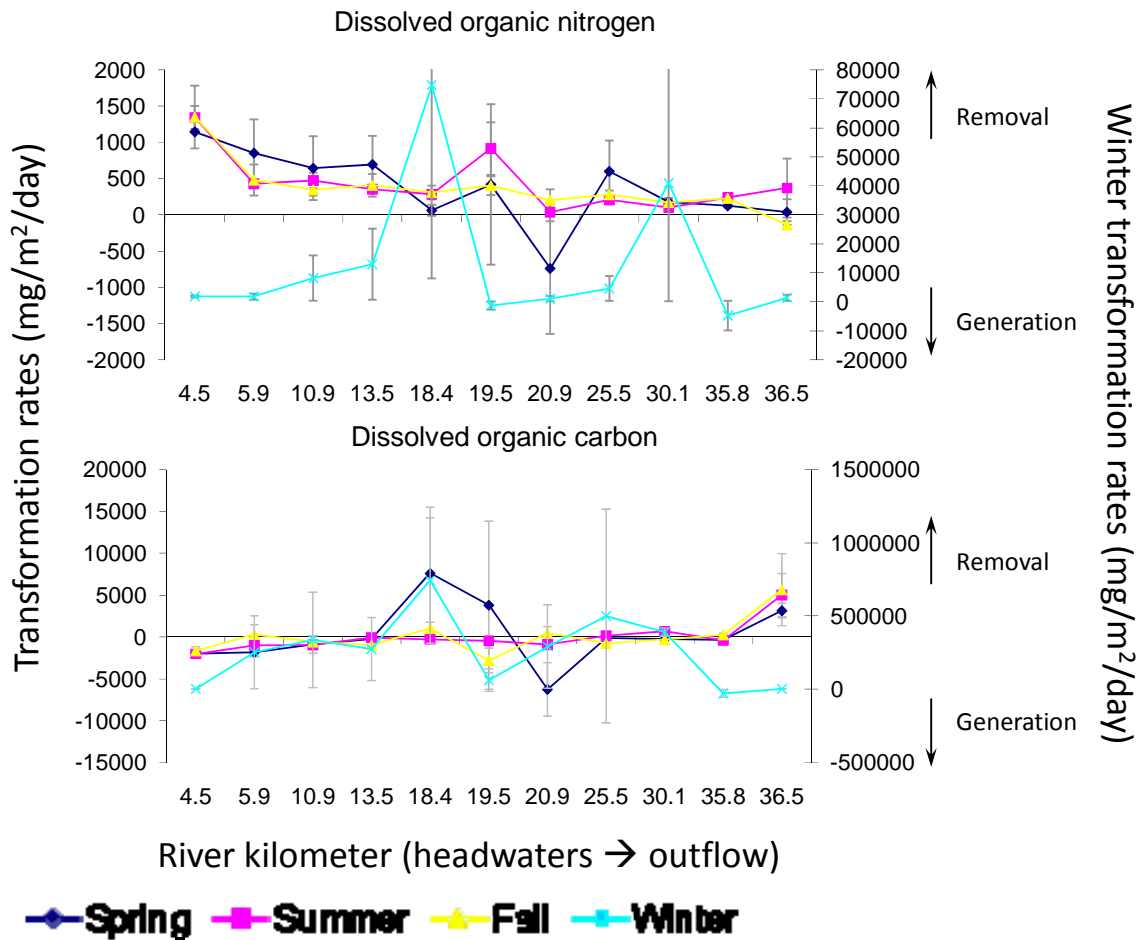 Dissolved organic nitrogen
2000
1500
1000
500
0
-500
-1000
-1500
-2000
80000
70000
60000
50000
40000
30000
20000
10000
0
-10000
-20000
Removal
Generation
4.5 5.9 10.9 13.5 18.4 19.5 20.9 25.5 30.1 35.8 36.5
Dissolved organic carbon
20000
15000
10000
5000
0
-5000
-10000
-15000
1500000
1000000
500000
0
-500000
Removal
Generation
4.5 5.9 10.9 13.5 18.4 19.5 20.9 25.5 30.1 35.8 36.5
Transformation rates (mg/m²/day)
Winter transformation rates (mg/m²/day)
River kilometer (headwaters → outflow)
Spring Summer Fall Winter